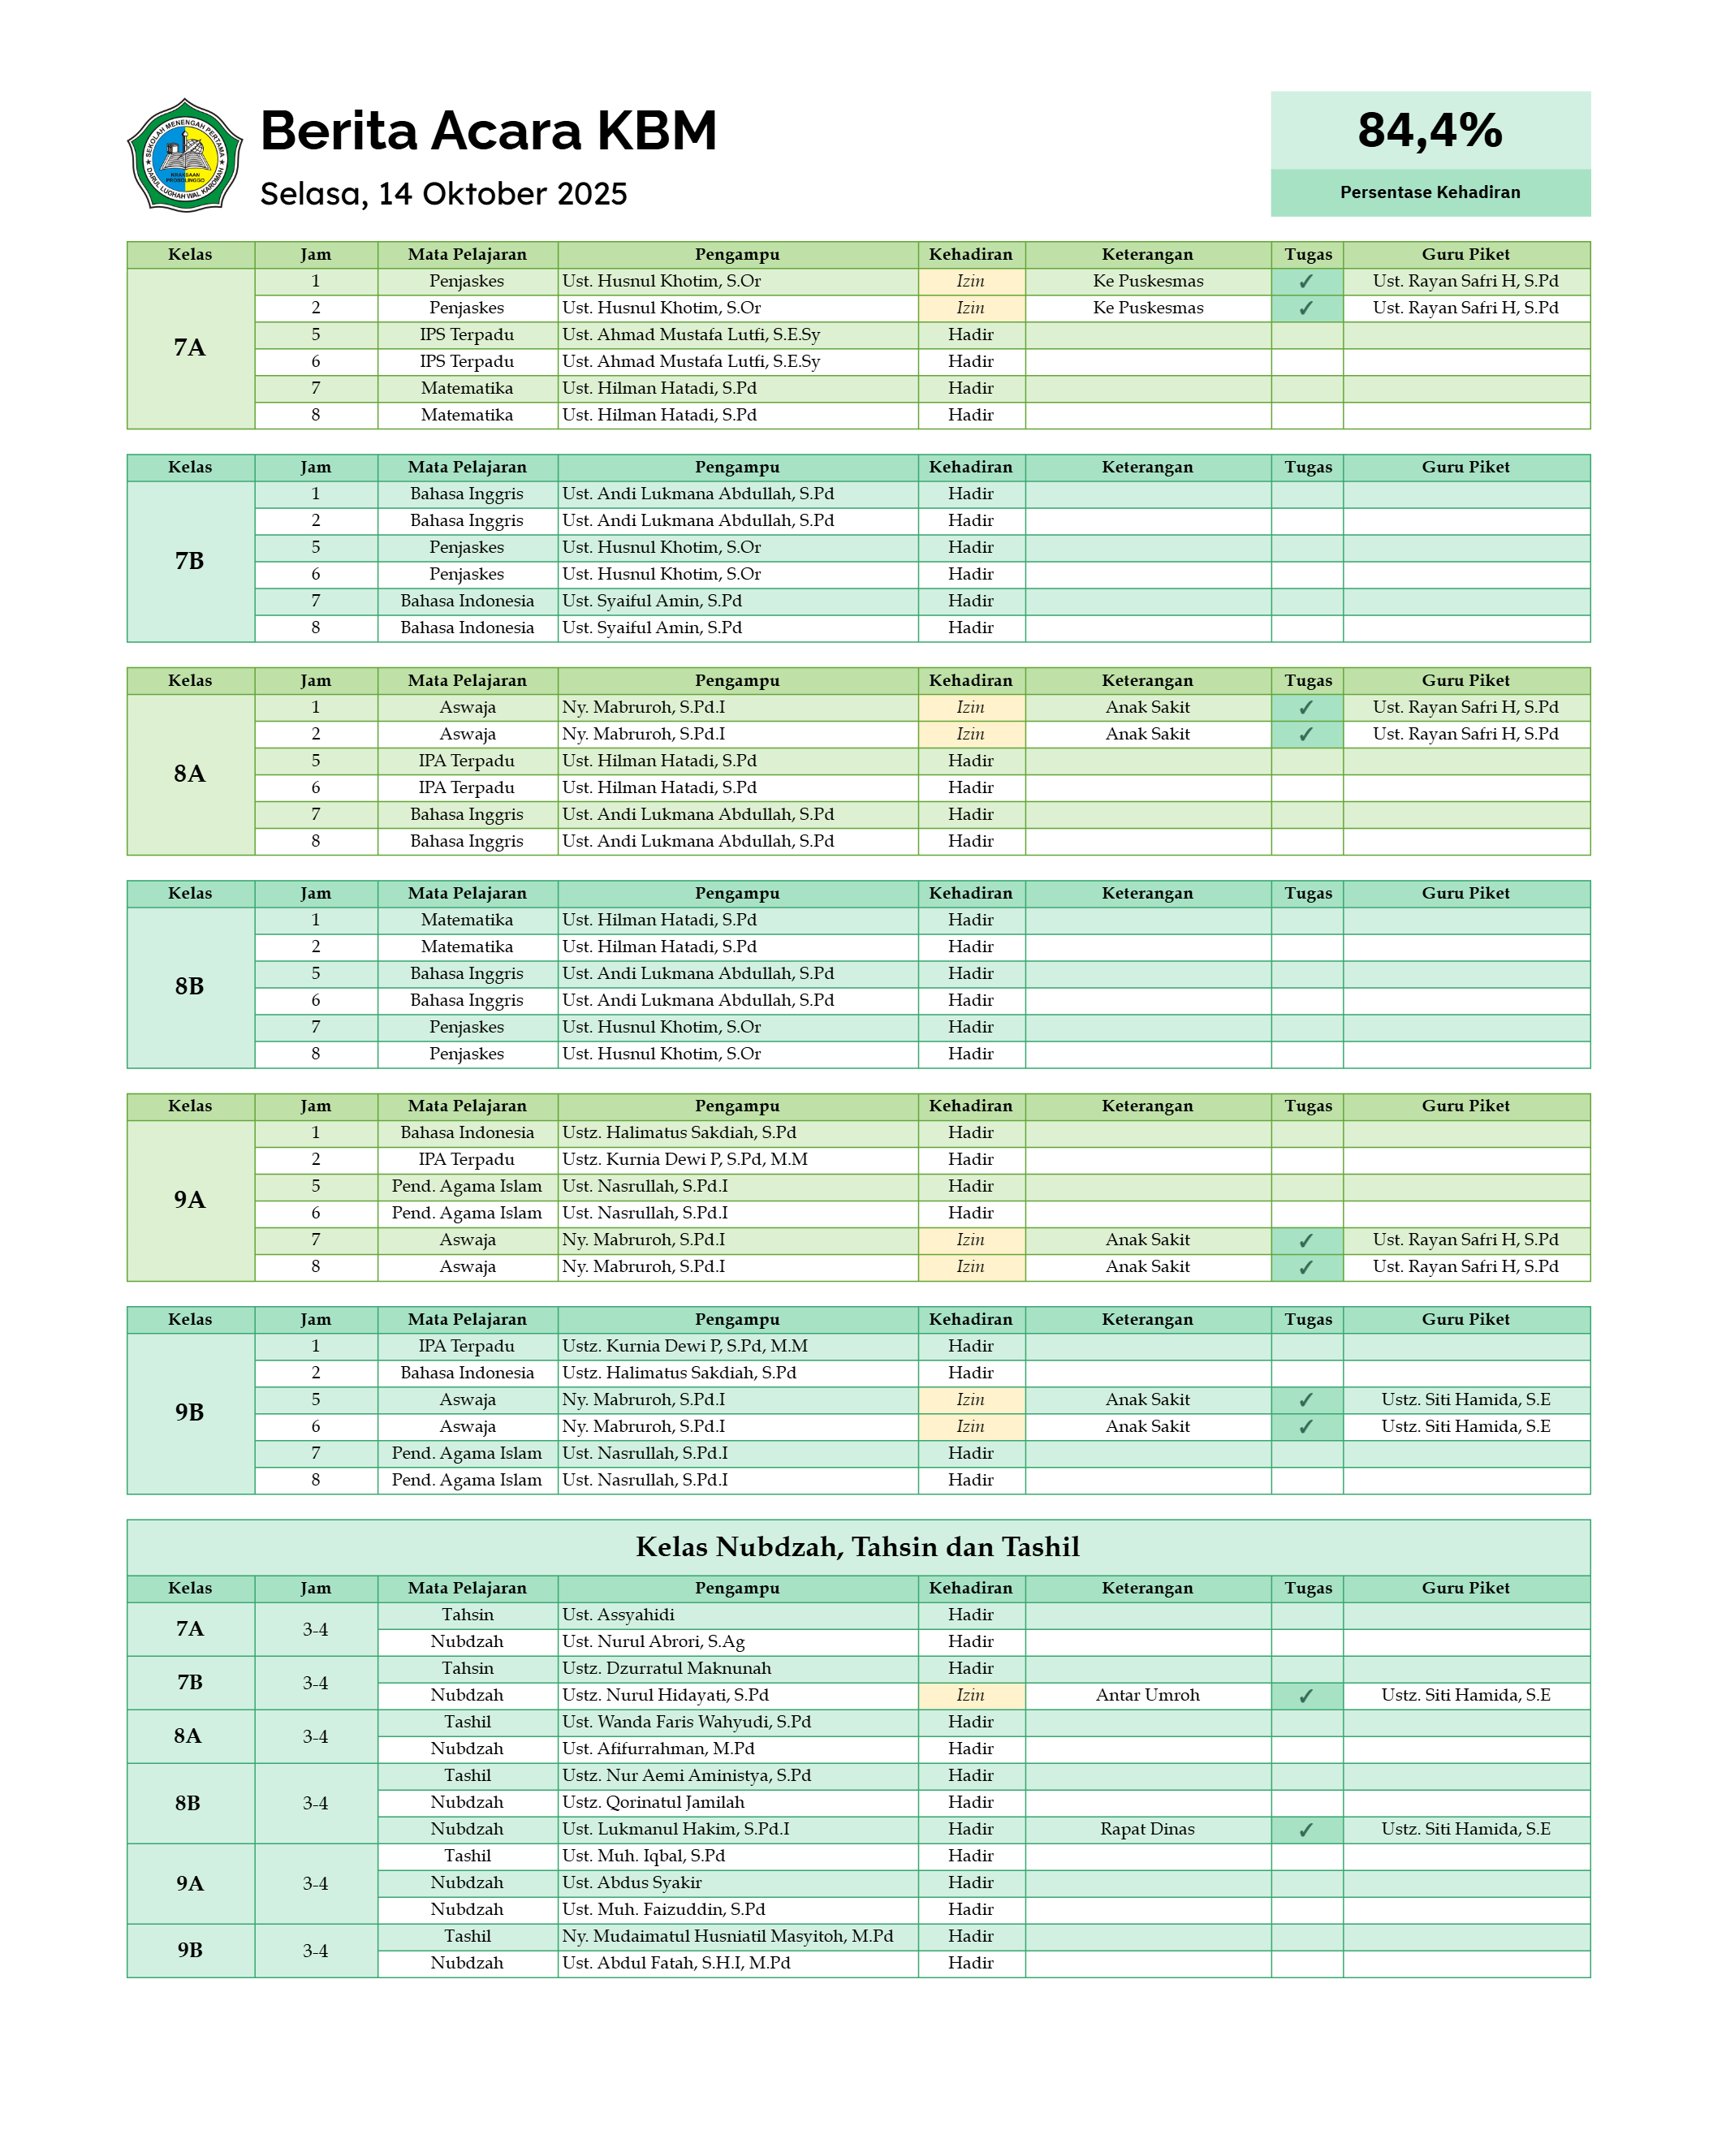 SEKOLAH MENENGAH PERTAMA
DARUL LUGHAH WAL KAROMAH
KRAKSAAN
PROBOLINGGO
Berita Acara KBM
Selasa, 14 Oktober 2025
84,4%
Persentase Kehadiran
Kelas Jam Mata Pelajaran Pengampu Kehadiran Keterangan Tugas Guru Piket
7A
1 Penjaskes Ust. Husnul Khotim, S.Or Izin Ke Puskesmas ✓ Ust. Rayan Safri H, S.Pd
2 Penjaskes Ust. Husnul Khotim, S.Or Izin Ke Puskesmas ✓ Ust. Rayan Safri H, S.Pd
5 IPS Terpadu Ust. Ahmad Mustafa Lutfi, S.E.Sy Hadir
6 IPS Terpadu Ust. Ahmad Mustafa Lutfi, S.E.Sy Hadir
7 Matematika Ust. Hilman Hatadi, S.Pd Hadir
8 Matematika Ust. Hilman Hatadi, S.Pd Hadir
Kelas Jam Mata Pelajaran Pengampu Kehadiran Keterangan Tugas Guru Piket
7B
1 Bahasa Inggris Ust. Andi Lukmana Abdullah, S.Pd Hadir
2 Bahasa Inggris Ust. Andi Lukmana Abdullah, S.Pd Hadir
5 Penjaskes Ust. Husnul Khotim, S.Or Hadir
6 Penjaskes Ust. Husnul Khotim, S.Or Hadir
7 Bahasa Indonesia Ust. Syaiful Amin, S.Pd Hadir
8 Bahasa Indonesia Ust. Syaiful Amin, S.Pd Hadir
Kelas Jam Mata Pelajaran Pengampu Kehadiran Keterangan Tugas Guru Piket
8A
1 Aswaja Ny. Mabruroh, S.Pd.I Izin Anak Sakit ✓ Ust. Rayan Safri H, S.Pd
2 Aswaja Ny. Mabruroh, S.Pd.I Izin Anak Sakit ✓ Ust. Rayan Safri H, S.Pd
5 IPA Terpadu Ust. Hilman Hatadi, S.Pd Hadir
6 IPA Terpadu Ust. Hilman Hatadi, S.Pd Hadir
7 Bahasa Inggris Ust. Andi Lukmana Abdullah, S.Pd Hadir
8 Bahasa Inggris Ust. Andi Lukmana Abdullah, S.Pd Hadir
Kelas Jam Mata Pelajaran Pengampu Kehadiran Keterangan Tugas Guru Piket
8B
1 Matematika Ust. Hilman Hatadi, S.Pd Hadir
2 Matematika Ust. Hilman Hatadi, S.Pd Hadir
5 Bahasa Inggris Ust. Andi Lukmana Abdullah, S.Pd Hadir
6 Bahasa Inggris Ust. Andi Lukmana Abdullah, S.Pd Hadir
7 Penjaskes Ust. Husnul Khotim, S.Or Hadir
8 Penjaskes Ust. Husnul Khotim, S.Or Hadir
Kelas Jam Mata Pelajaran Pengampu Kehadiran Keterangan Tugas Guru Piket
9A
1 Bahasa Indonesia Ustz. Halimatus Sakdiah, S.Pd Hadir
2 IPA Terpadu Ustz. Kurnia Dewi P, S.Pd, M.M Hadir
5 Pend. Agama Islam Ust. Nasrullah, S.Pd.I Hadir
6 Pend. Agama Islam Ust. Nasrullah, S.Pd.I Hadir
7 Aswaja Ny. Mabruroh, S.Pd.I Izin Anak Sakit ✓ Ust. Rayan Safri H, S.Pd
8 Aswaja Ny. Mabruroh, S.Pd.I Izin Anak Sakit ✓ Ust. Rayan Safri H, S.Pd
Kelas Jam Mata Pelajaran Pengampu Kehadiran Keterangan Tugas Guru Piket
9B
1 IPA Terpadu Ustz. Kurnia Dewi P, S.Pd, M.M Hadir
2 Bahasa Indonesia Ustz. Halimatus Sakdiah, S.Pd Hadir
5 Aswaja Ny. Mabruroh, S.Pd.I Izin Anak Sakit ✓ Ustz. Siti Hamida, S.E
6 Aswaja Ny. Mabruroh, S.Pd.I Izin Anak Sakit ✓ Ustz. Siti Hamida, S.E
7 Pend. Agama Islam Ust. Nasrullah, S.Pd.I Hadir
8 Pend. Agama Islam Ust. Nasrullah, S.Pd.I Hadir
Kelas Nubdzah, Tahsin dan Tashil
Kelas Jam Mata Pelajaran Pengampu Kehadiran Keterangan Tugas Guru Piket
7A 3-4
Tahsin Ust. Assyahidi Hadir
Nubdzah Ust. Nurul Abrori, S.Ag Hadir
7B 3-4
Tahsin Ustz. Dzurratul Maknunah Hadir
Nubdzah Ustz. Nurul Hidayati, S.Pd Izin Antar Umroh ✓ Ustz. Siti Hamida, S.E
8A 3-4
Tashil Ust. Wanda Faris Wahyudi, S.Pd Hadir
Nubdzah Ust. Afifurrahman, M.Pd Hadir
8B 3-4
Tashil Ustz. Nur Aemi Aministya, S.Pd Hadir
Nubdzah Ustz. Qorinatul Jamilah Hadir
Nubdzah Ust. Lukmanul Hakim, S.Pd.I Hadir Rapat Dinas ✓ Ustz. Siti Hamida, S.E
9A 3-4
Tashil Ust. Muh. Iqbal, S.Pd Hadir
Nubdzah Ust. Abdus Syakir Hadir
Nubdzah Ust. Muh. Faizuddin, S.Pd Hadir
9B 3-4
Tashil Ny. Mudaimatul Husniatil Masyitoh, M.Pd Hadir
Nubdzah Ust. Abdul Fatah, S.H.I, M.Pd Hadir